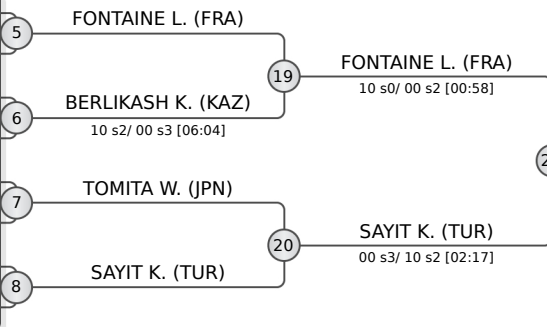 FONTAINE L. (FRA)
5
19
FONTAINE L. (FRA)
10 s0/ 00 s2 [00:58]
BERLIKASH K. (KAZ)
6
10 s2/ 00 s3 [06:04]
TOMITA W. (JPN)
7
20
SAYIT K. (TUR)
00 s3/ 10 s2 [02:17]
SAYIT K. (TUR)
8